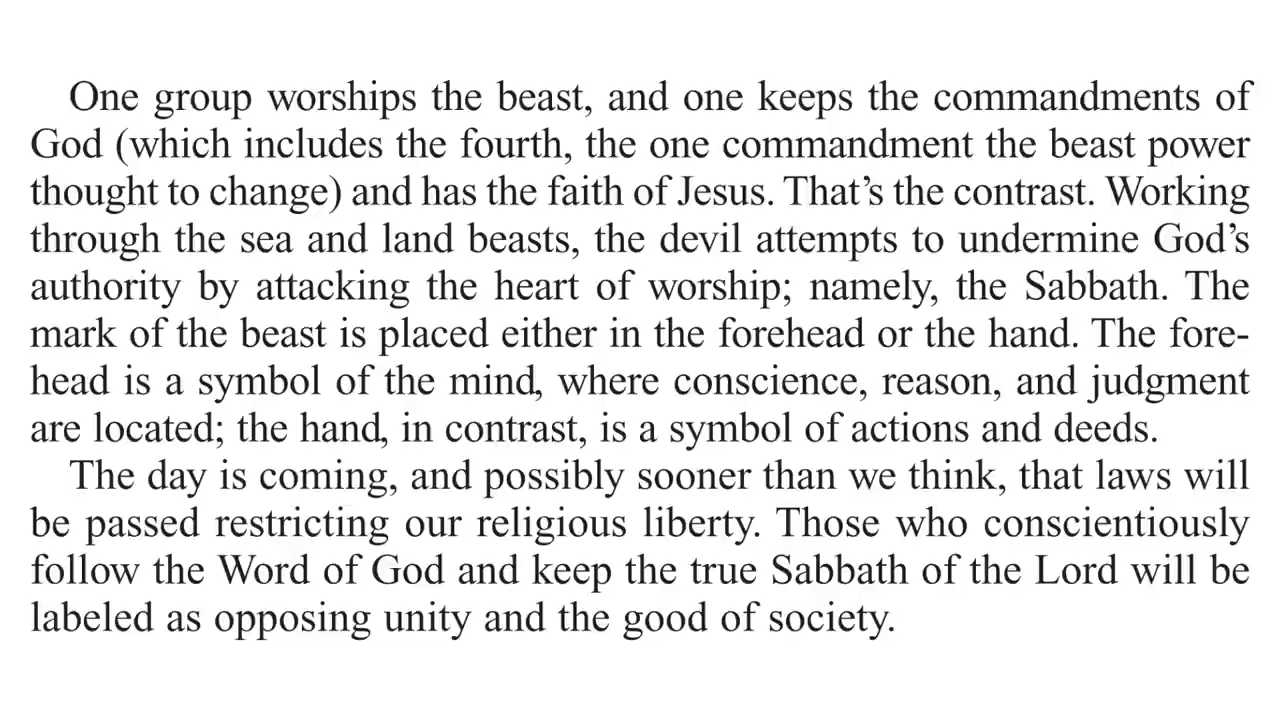 One group worships the beast, and one keeps the commandments of
God (which includes the fourth, the one commandment the beast power
thought to change) and has the faith of Jesus. That’s the contrast. Working
through the sea and land beasts, the devil attempts to undermine God’s
authority by attacking the heart of worship; namely, the Sabbath. The
mark of the beast is placed either in the forehead or the hand. The fore-
head is a symbol of the mind, where conscience, reason, and judgment
are located; the hand, in contrast, is a symbol of actions and deeds.
The day is coming, and possibly sooner than we think, that laws will
be passed restricting our religious liberty. Those who conscientiously
follow the Word of God and keep the true Sabbath of the Lord will be
labeled as opposing unity and the good of society.